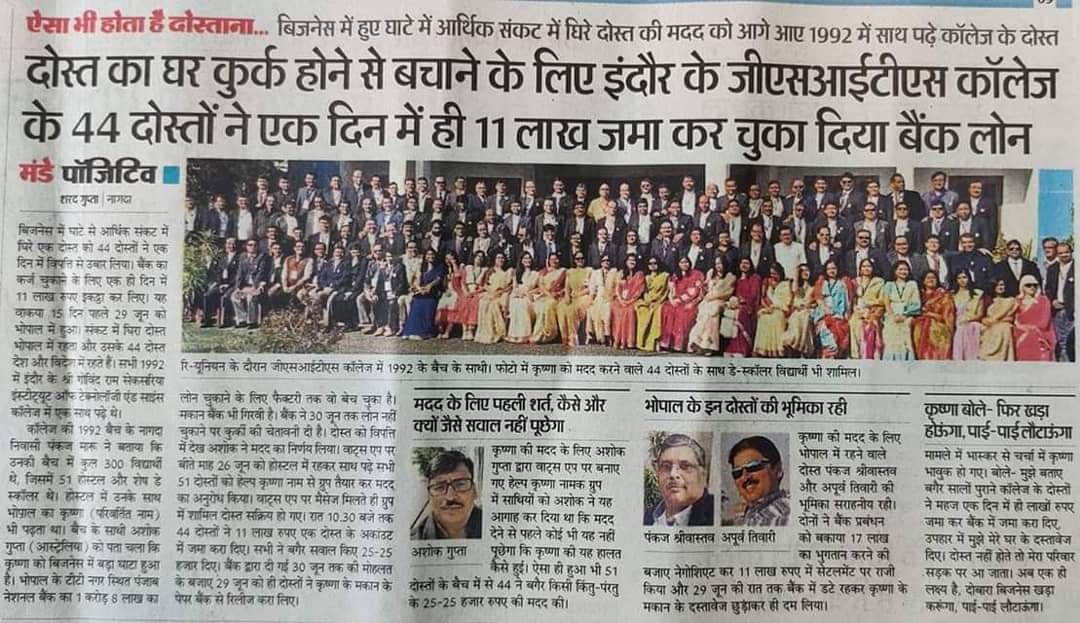 ऐसा भी होता है दोस्ताना... बिजनेस में हुए घाटे में आर्थिक संकट में घिरे दोस्त की मदद को आगे आए 1992 में साथ पढ़े कॉलेज के दोस्त
दोस्त का घर कुर्क होने से बचाने के लिए इंदौर के जीएसआईटीएस कॉलेज
के 44 दोस्तों ने एक दिन में ही 11 लाख जमा कर चुका दिया बैंक लोन
मंडे पॉजिटिव
शरद गुप्ता | नागदा
बिजनेस में घाटे से आर्थिक संकट में
घिरे एक दोस्त को 44 दोस्तों ने एक
दिन में विपत्ति से उबार लिया। बैंक का
कर्ज चुकाने के लिए एक ही दिन में
11 लाख रुपए इकट्ठा कर लिए। यह
वाकया 15 दिन पहले 29 जून को
भोपाल में हुआ। संकट में घिरा दोस्त
भोपाल में रहता और उसके 44 दोस्त
देश और विदेश में रहते हैं। सभी 1992
में इंदौर के श्री गोविंद राम सेकसरिया
इंस्टीट्यूट ऑफ टेक्नोलॉजी एंड साइंस
कॉलेज में एक साथ पढ़े थे।
कॉलेज की 1992 बैच के नागदा
निवासी पंकज मारू ने बताया कि
उनकी बैच में कुल 300 विद्यार्थी
थे, जिसमें 51 होस्टल और शेष डे
स्कॉलर थे। होस्टल में उनके साथ
भोपाल का कृष्णा (परिवर्तित नाम)
भी पढ़ता था। बैच के साथी अशोक
गुप्ता (आस्ट्रेलिया) को पता चला कि
कृष्णा को बिजनेस में बड़ा घाटा हुआ
है। भोपाल के टीटी नगर स्थित पंजाब
नेशनल बैंक का 1 करोड़ 8 लाख का
रि-यूनियन के दौरान जीएसआईटीएस कॉलेज में 1992 के बैच के साथी। फोटो में कृष्णा को मदद करने वाले 44 दोस्तों के साथ डे-स्कॉलर विद्यार्थी भी शामिल।
लोन चुकाने के लिए फैक्टरी तक वो बेच चुका है।
मकान बैंक भी गिरवी है। बैंक ने 30 जून तक लोन नहीं
चुकाने पर कुर्की की चेतावनी दी है। दोस्त को विपत्ति
में देख अशोक ने मदद का निर्णय लिया। वाट्स एप पर
बीते माह 26 जून को होस्टल में रहकर साथ पढ़े सभी
51 दोस्तों को हेल्प कृष्णा नाम से ग्रुप तैयार कर मदद
का अनुरोध किया। वाट्स एप पर मैसेज मिलते ही ग्रुप
में शामिल दोस्त सक्रिय हो गए। रात 10.30 बजे तक
44 दोस्तों ने 11 लाख रुपए एक दोस्त के अकाउंट
में जमा करा दिए। सभी ने बगैर सवाल किए 25-25
हजार दिए। बैंक द्वारा दी गई 30 जून तक की मोहलत
के बजाए 29 जून को ही दोस्तों ने कृष्णा के मकान के
पेपर बैंक से रिलीज करा लिए।
मदद के लिए पहली शर्त, कैसे और
क्यों जैसे सवाल नहीं पूछेगा
कृष्णा की मदद के लिए अशोक
गुप्ता द्वारा वाट्स एप पर बनाए
गए हेल्प कृष्णा नामक ग्रुप
में साथियों को अशोक ने यह
आगाह कर दिया था कि मदद
देने से पहले कोई भी यह नहीं
पूछेगा कि कृष्णा की यह हालत
कैसे हुई। ऐसा ही हुआ भी 51
अशोक गुप्ता
दोस्तों के बैच में से 44 ने बगैर किसी किंतु-परंतु
के 25-25 हजार रुपए की मदद की।
भोपाल के इन दोस्तों की भूमिका रही
कृष्णा की मदद के लिए
भोपाल में रहने वाले
दोस्त पंकज श्रीवास्तव
और अपूर्व तिवारी की
भूमिका सराहनीय रही।
दोनों ने बैंक प्रबंधन
को बकाया 17 लाख
का भुगतान करने की
पंकज श्रीवास्तव अपूर्व तिवारी
बजाए नेगोशिएट कर 11 लाख रुपए में सेटलमेंट पर राजी
किया और 29 जून की रात तक बैंक में डटे रहकर कृष्णा के
मकान के दस्तावेज छुड़ाकर ही दम लिया।
कृष्णा बोले- फिर खड़ा
होऊंगा, पाई-पाई लौटाऊंगा
मामले में भास्कर से चर्चा में कृष्णा
भावुक हो गए। बोले- मुझे बताए
बगैर सालों पुराने कॉलेज के दोस्तों
ने महज एक दिन में ही लाखों रुपए
जमा कर बैंक में जमा करा दिए,
उपहार में मुझे मेरे घर के दस्तावेज
दिए। दोस्त नहीं होते तो मेरा परिवार
सड़क पर आ जाता। अब एक ही
लक्ष्य है, दोबारा बिजनेस खड़ा
करूंगा, पाई-पाई लौटाऊंगा।